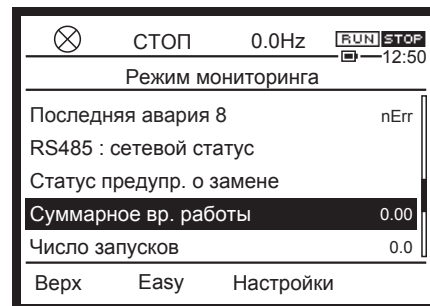 СТОП 0.0Hz RUN STOP
12:50
Режим мониторинга
Последняя авария 8 nErr
RS485 : сетевой статус
Статус предупр. о замене
Суммарное вр. работы 0.00
Число запусков 0.0
Верх Easy Настройки